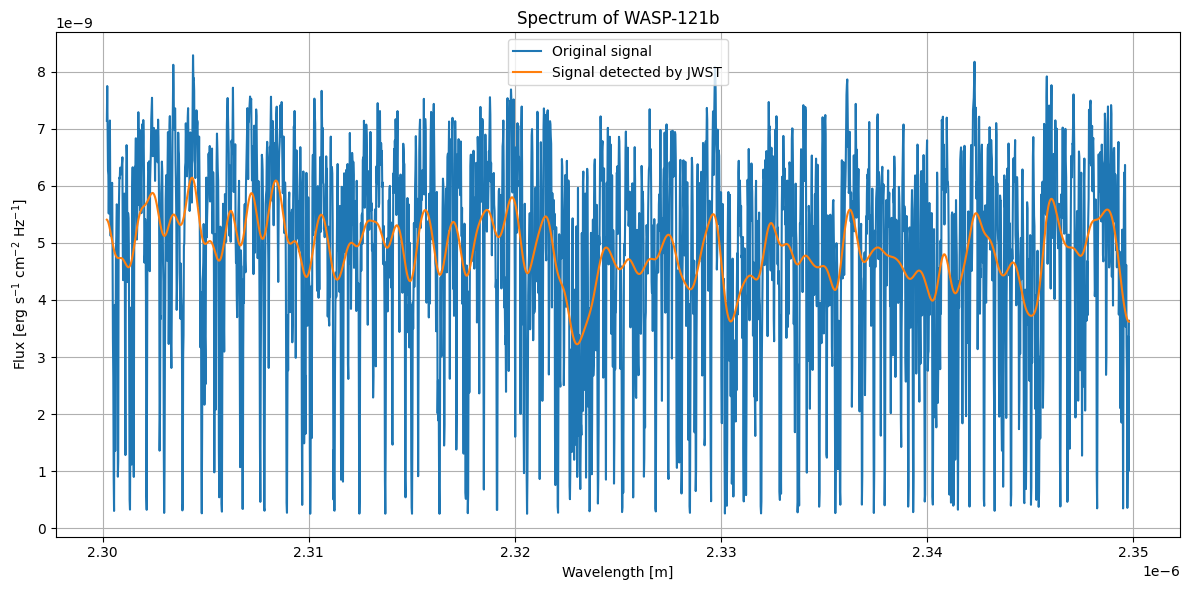 Spectrum of WASP-121b
1e−9
Original signal
Signal detected by JWST
8
7
6
5
4
3
2
1
0
Flux [erg s⁻¹ cm⁻² Hz⁻¹]
2.30 2.31 2.32 2.33 2.34 2.35
1e−6
Wavelength [m]